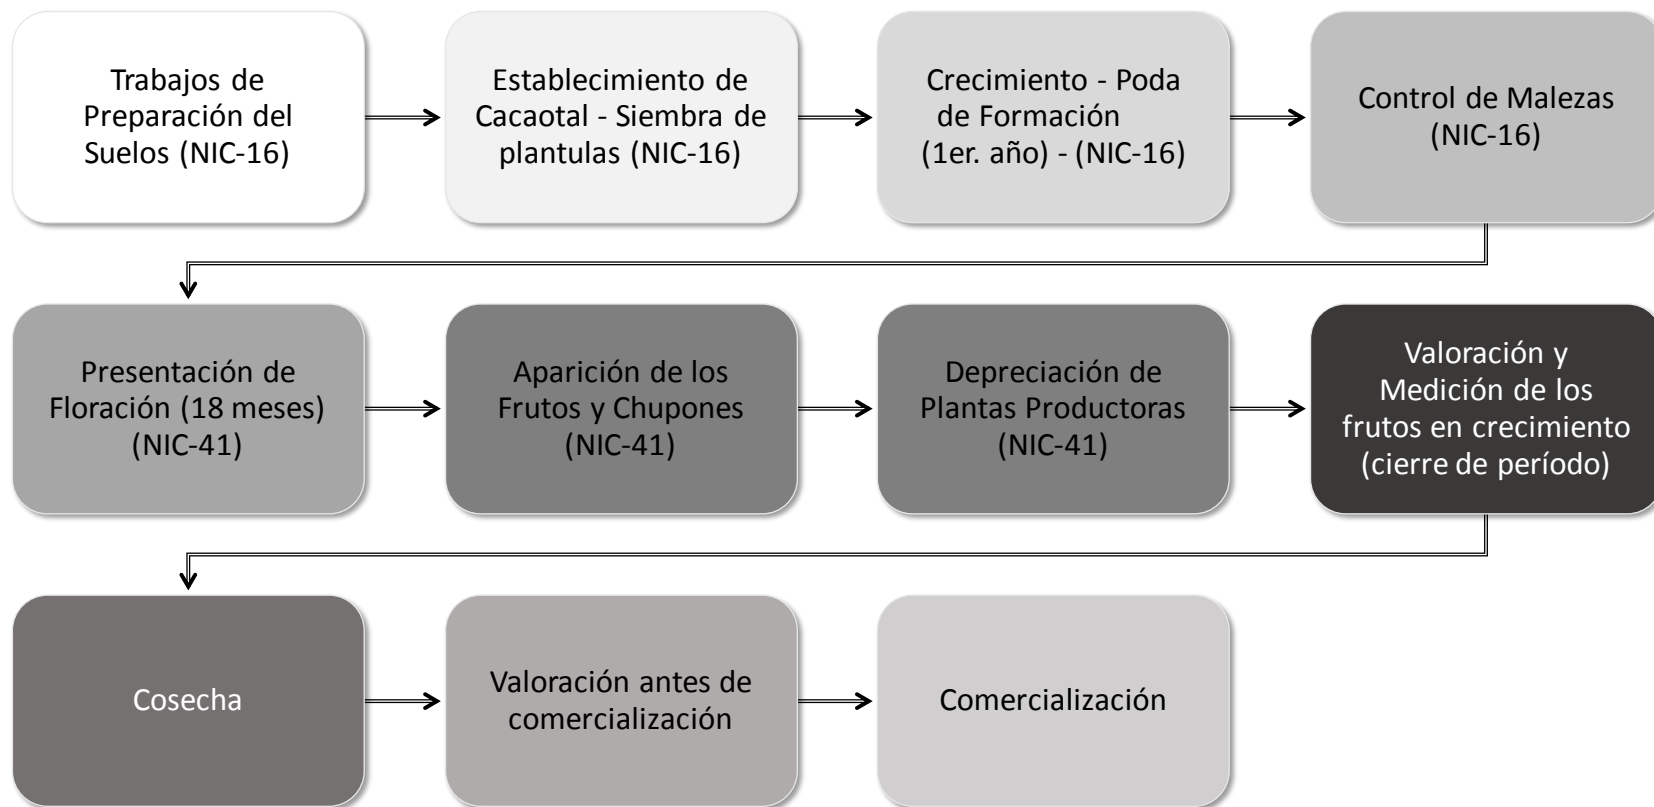 Trabajos de
Preparación del
Suelos (NIC-16)
Establecimiento de
Cacaotal - Siembra de
plantulas (NIC-16)
Crecimiento - Poda
de Formación
(1er. año) - (NIC-16)
Control de Malezas
(NIC-16)
Presentación de
Floración (18 meses)
(NIC-41)
Aparición de los
Frutos y Chupones
(NIC-41)
Depreciación de
Plantas Productoras
(NIC-41)
Valoración y
Medición de los
frutos en crecimiento
(cierre de período)
Cosecha
Valoración antes de
comercialización
Comercialización